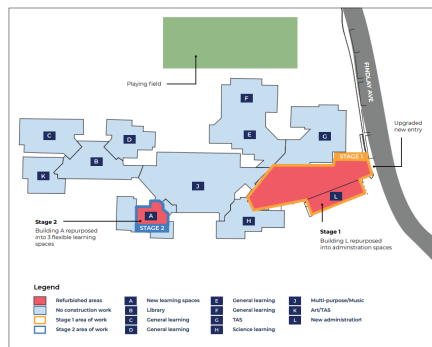 FINDLAY AVE
Playing field
F
C
D
E
G
Upgraded
new entry
STAGE 1
B
K
J
L
A
STAGE 2
H
Stage 2
Building A repurposed
into 3 flexible learning
spaces
Stage 1
Building L repurposed
into adminstration spaces
Legend
Refurbished areas
No construction work
Stage 1 area of work
Stage 2 area of work
A New learning spaces
B Library
C General learning
D General learning
E General learning
F General learning
G TAS
H Science learning
J Multi-purpose/Music
K Art/TAS
L New administration